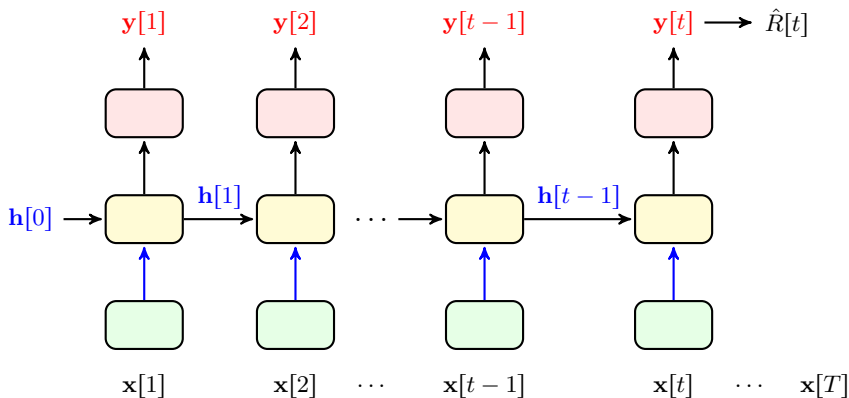 y[1] y[2] y[t−1] y[t] R̂[t]
h[0] h[1] ··· h[t−1]
x[1] x[2] ··· x[t−1] x[t] ··· x[T]